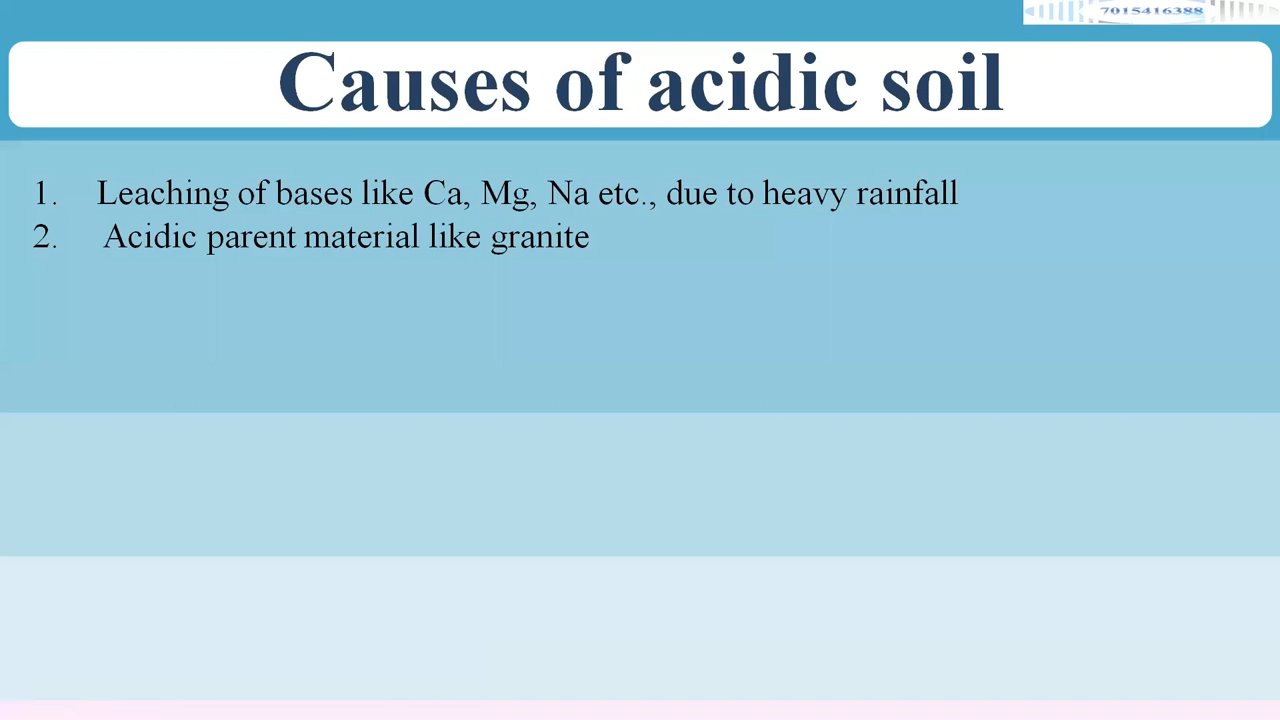 7015416388
Causes of acidic soil
1. Leaching of bases like Ca, Mg, Na etc., due to heavy rainfall
2. Acidic parent material like granite